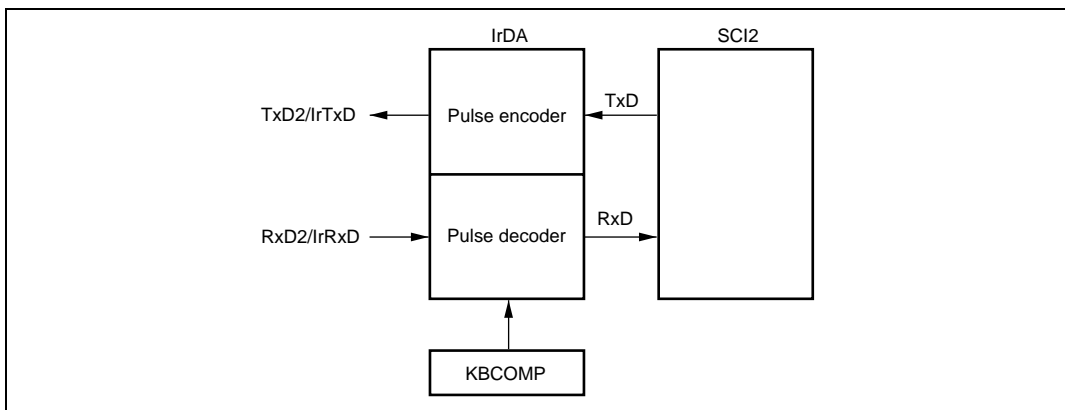 IrDA
SCI2
TxD2/IrTxD
Pulse encoder
TxD
RxD2/IrRxD
Pulse decoder
RxD
KBCOMP